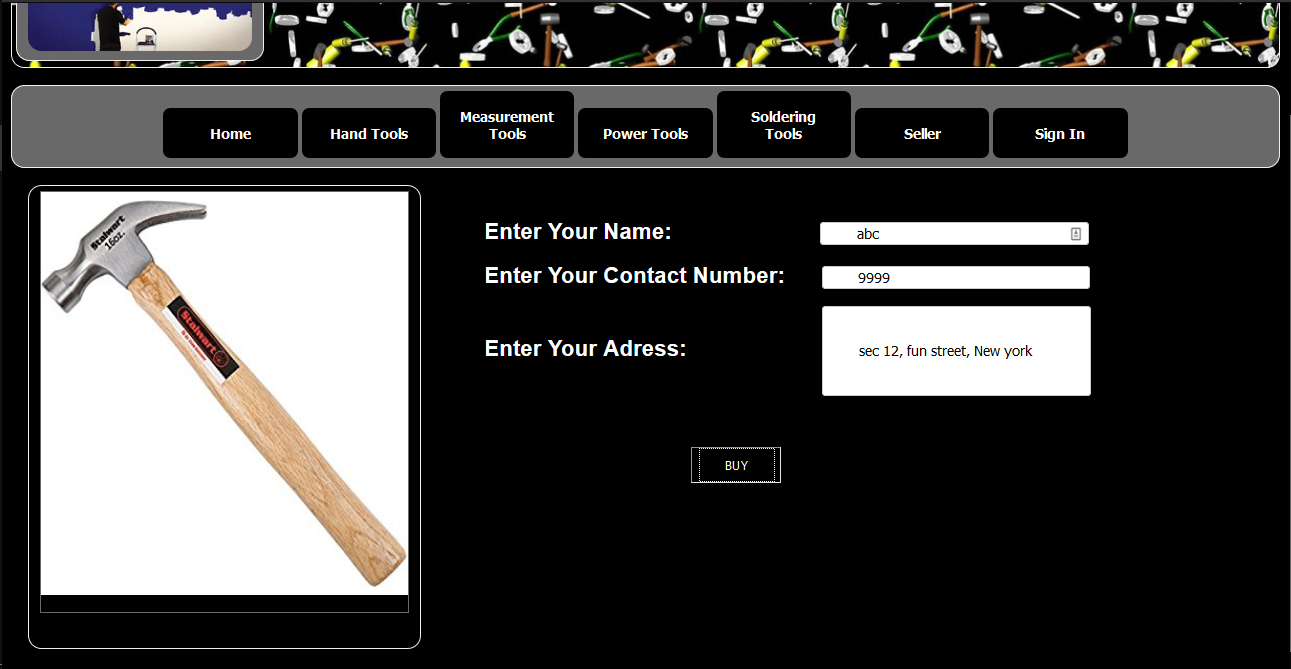 Home
Hand Tools
Measurement
Tools
Power Tools
Soldering
Tools
Seller
Sign In
Stalwart
16oz.
Stalwart
Enter Your Name:
abc
Enter Your Contact Number:
9999
Enter Your Adress:
sec 12, fun street, New york
BUY